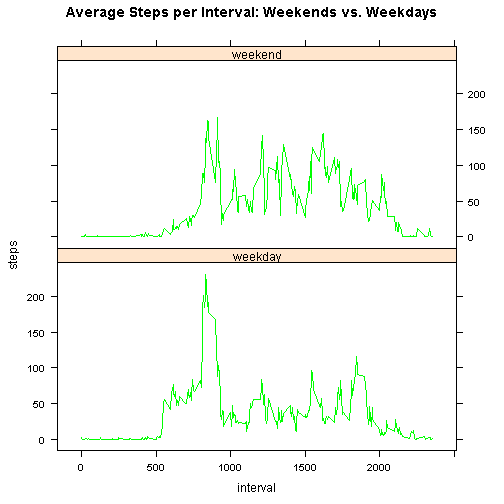 Average Steps per Interval: Weekends vs. Weekdays
weekend
200
150
100
50
0
steps
weekday
200
150
100
50
0
0 500 1000 1500 2000
interval